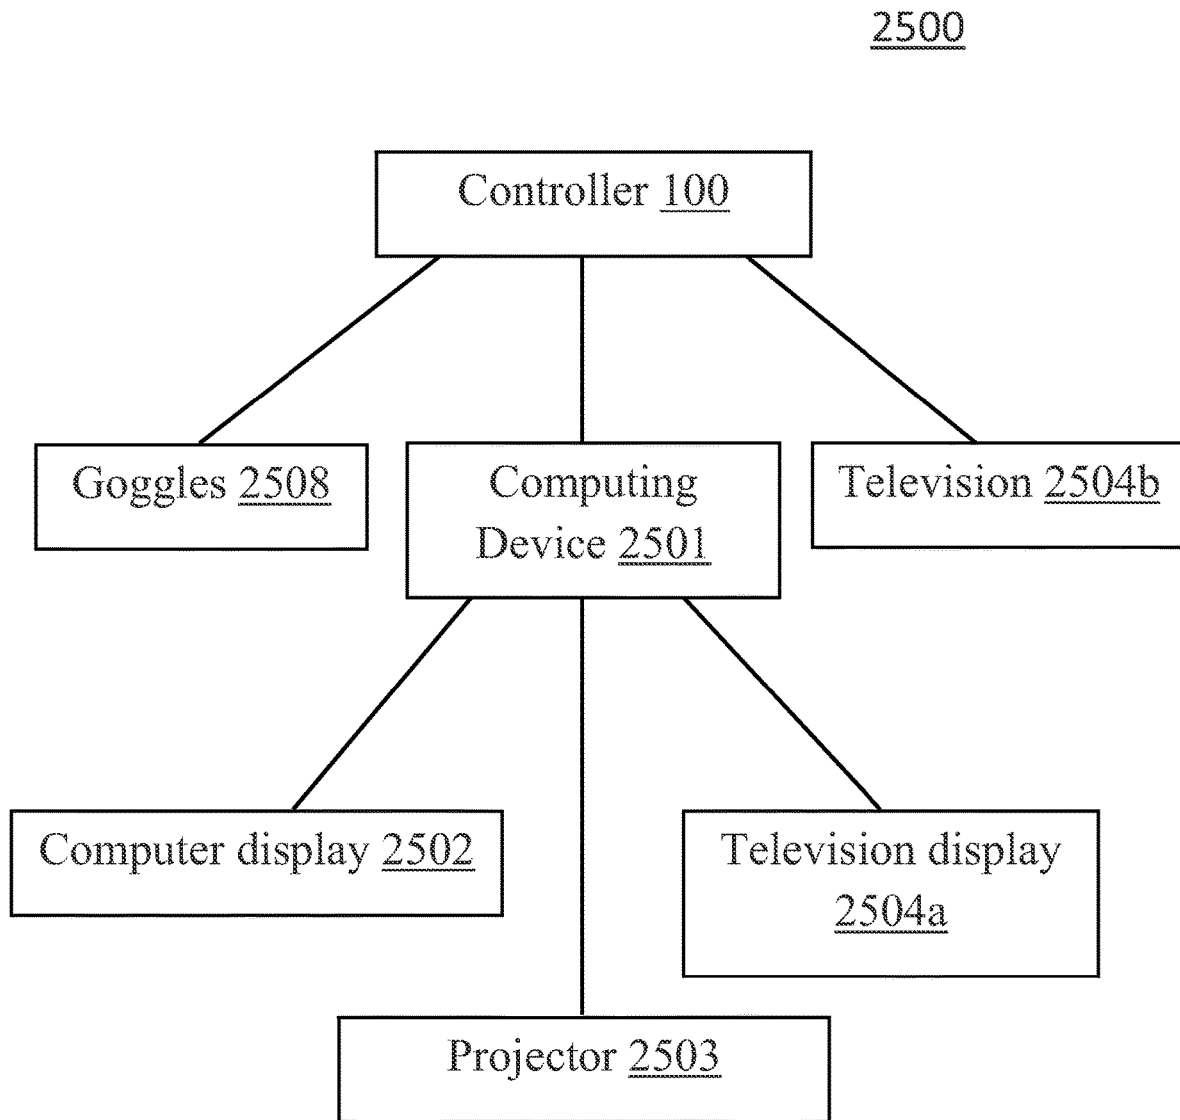 2500
Controller 100
Goggles 2508
Computing
Device 2501
Television 2504b
Computer display 2502
Television display
2504a
Projector 2503